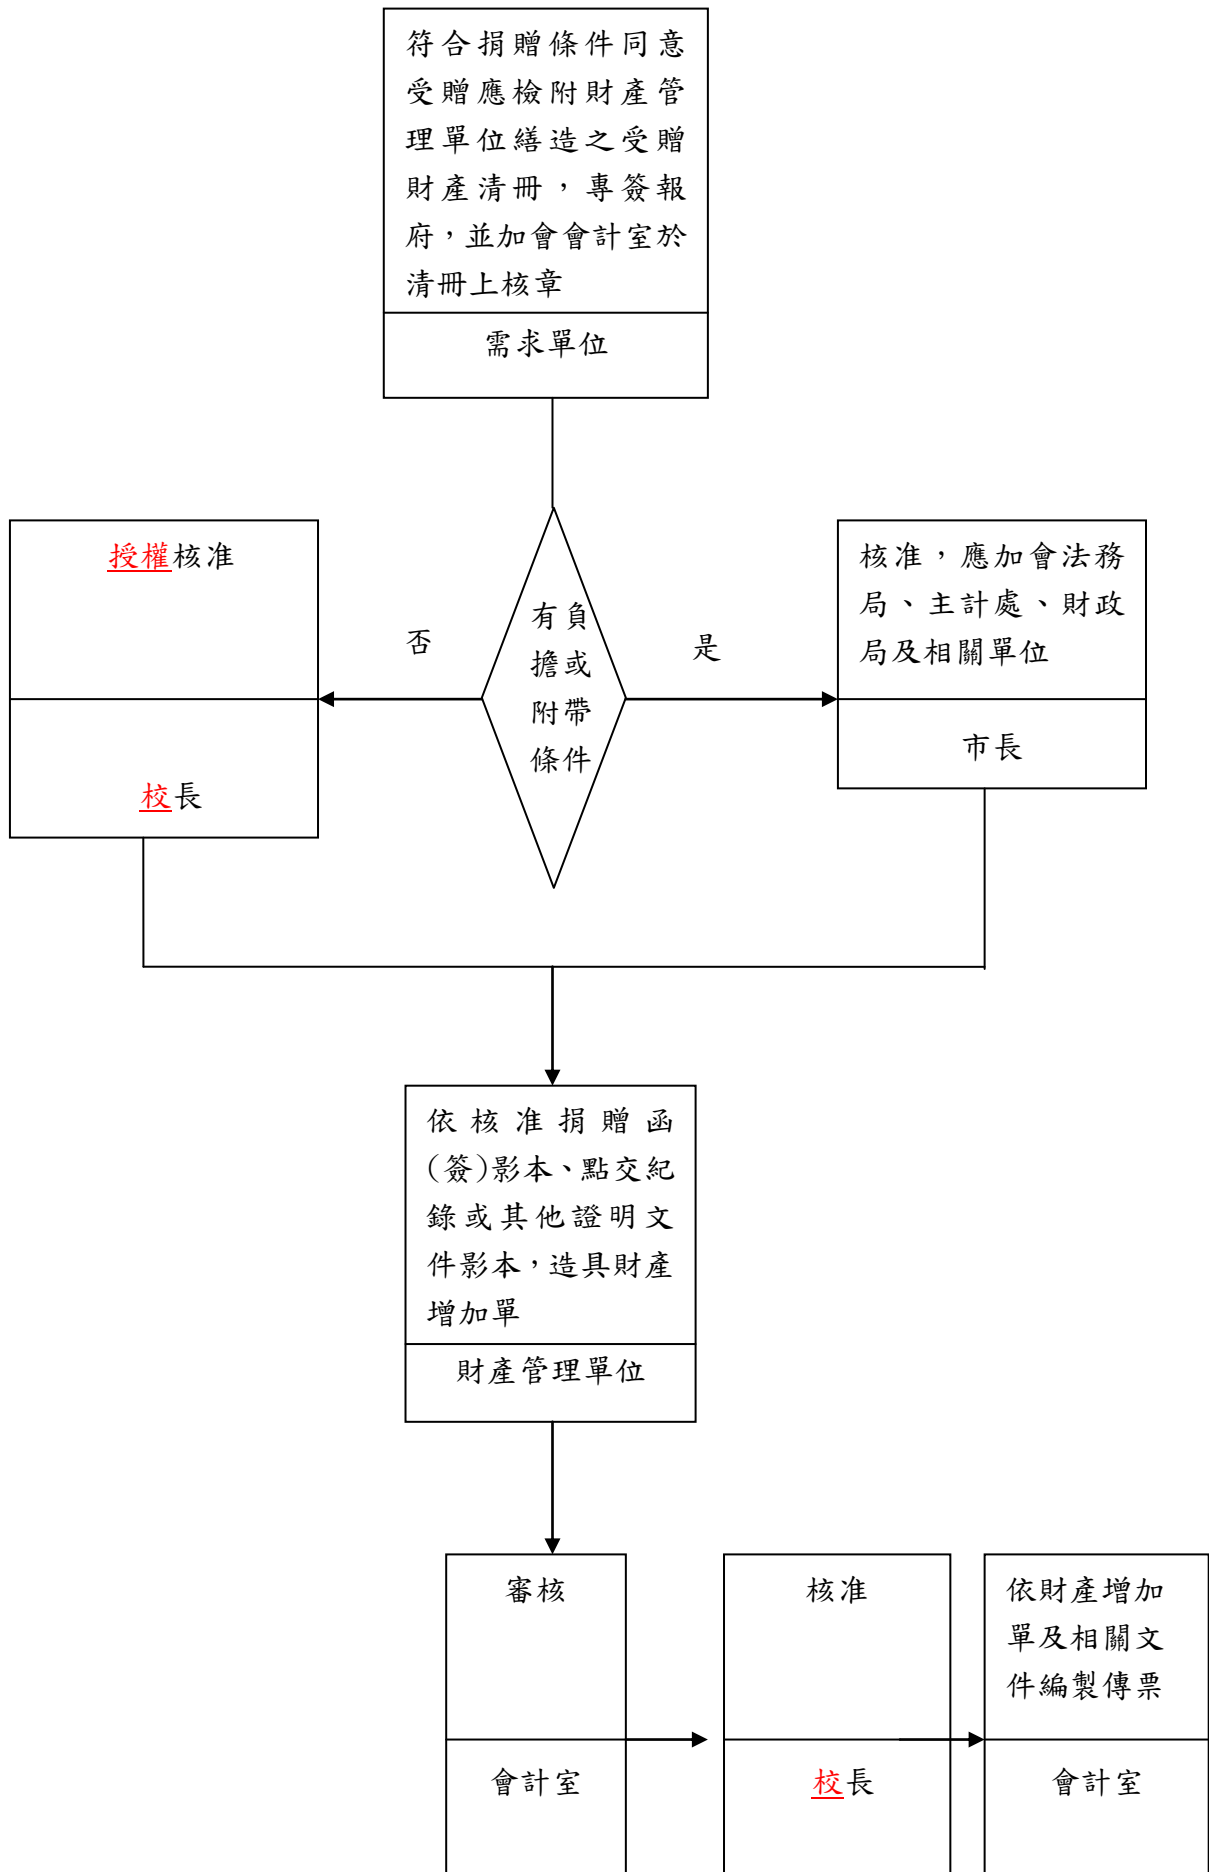 符合捐贈條件同意
受贈應檢附財產管
理單位繕造之受贈
財產清冊，專簽報
府，並加會會計室於
清冊上核章
需求單位
授權核准
校長
否
有負
擔或
附帶
條件
是
核准，應加會法務
局、主計處、財政
局及相關單位
市長
依核准捐贈函
(簽)影本、點交紀
錄或其他證明文
件影本，造具財產
增加單
財產管理單位
審核
會計室
核准
校長
依財產增加
單及相關文
件編製傳票
會計室